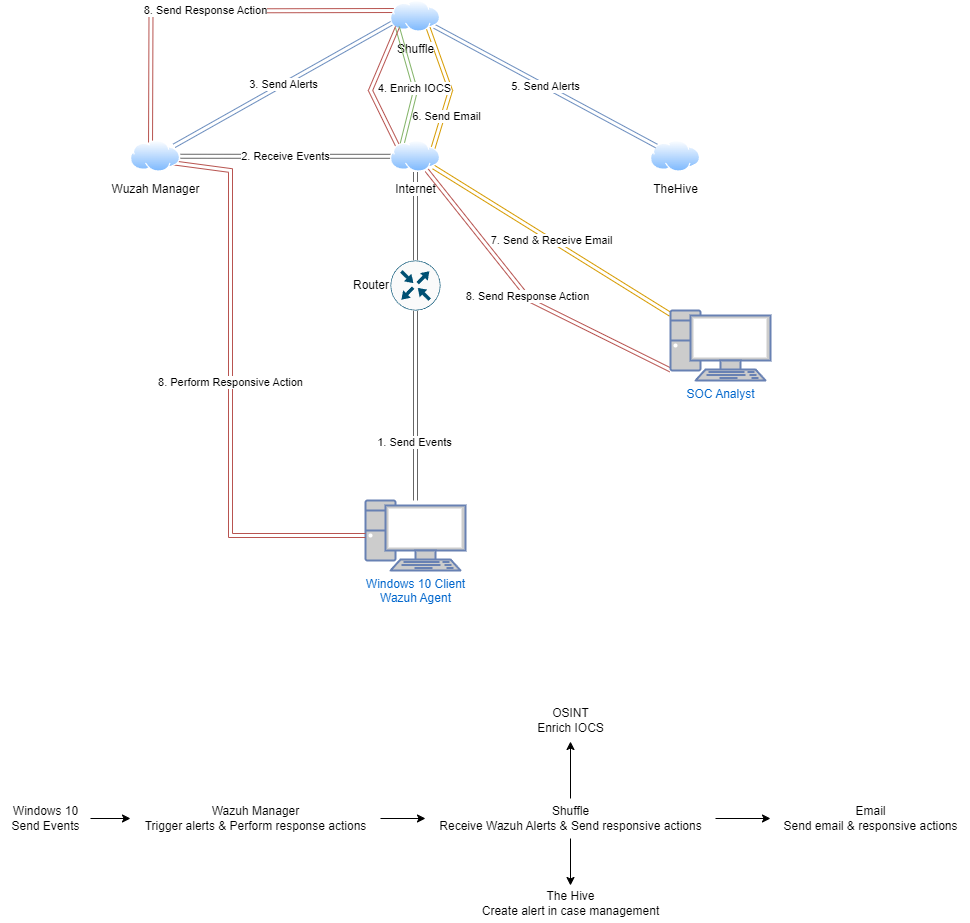 8. Send Response Action
Shuffle
3. Send Alerts
4. Enrich IOCS
5. Send Alerts
6. Send Email
2. Receive Events
Wuzah Manager
Internet
TheHive
7. Send & Receive Email
Router
8. Send Response Action
8. Perform Responsive Action
SOC Analyst
1. Send Events
Windows 10 Client
Wazuh Agent
OSINT
Enrich IOCS
Windows 10
Send Events
Wazuh Manager
Trigger alerts & Perform response actions
Shuffle
Receive Wazuh Alerts & Send responsive actions
Email
Send email & responsive actions
The Hive
Create alert in case management